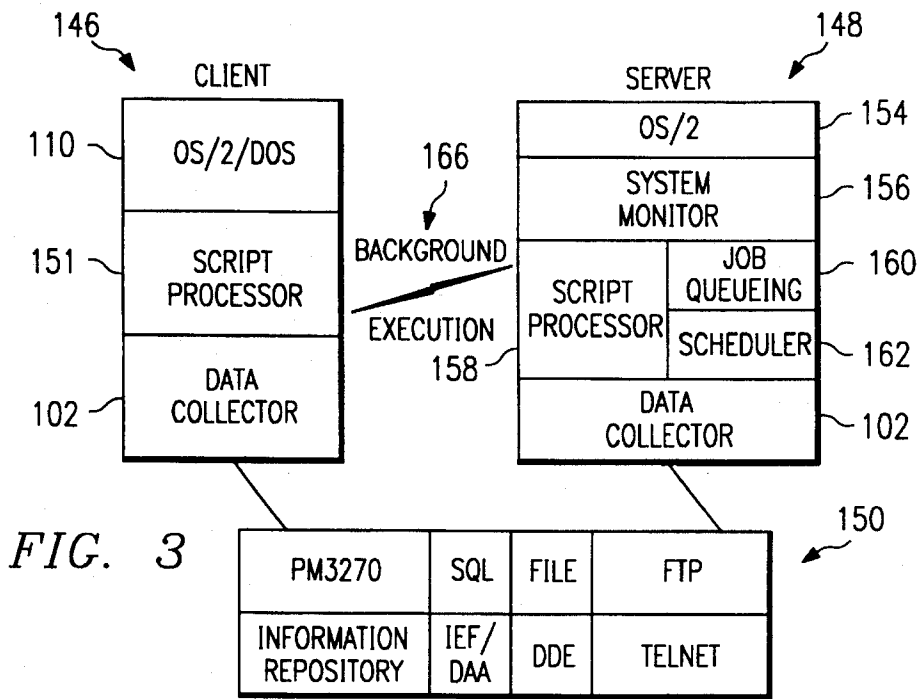 146
CLIENT
110
OS/2/DOS
151
SCRIPT
PROCESSOR
102
DATA
COLLECTOR
166
BACKGROUND
EXECUTION
148
SERVER
OS/2
154
SYSTEM
MONITOR
156
SCRIPT
PROCESSOR
158
JOB
QUEUEING
160
SCHEDULER
162
DATA
COLLECTOR
102
FIG. 3
150
PM3270
SQL
FILE
FTP
INFORMATION
REPOSITORY
IEF/
DAA
DDE
TELNET